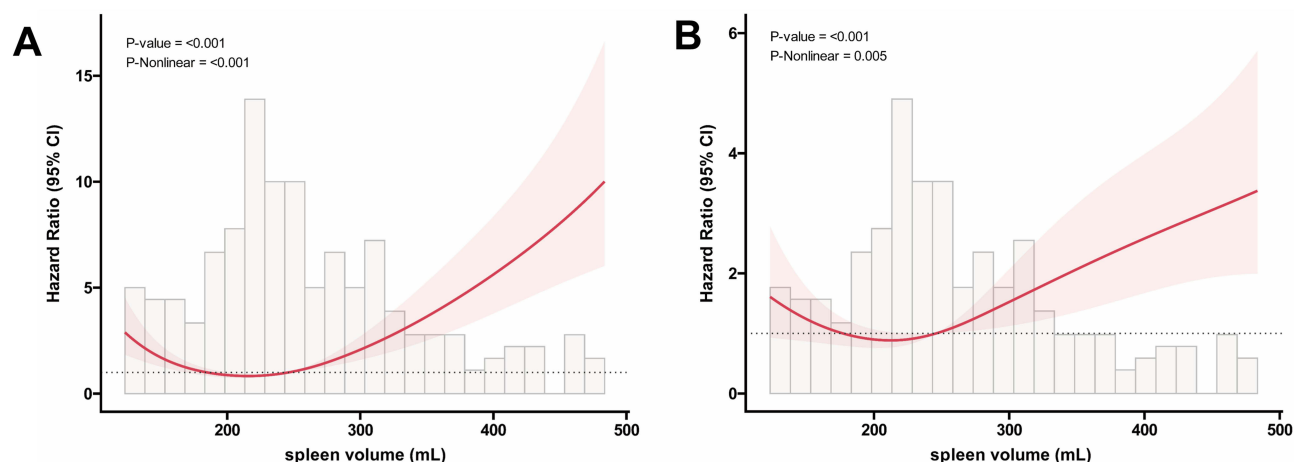 A
P-value = <0.001
P-Nonlinear = <0.001
Hazard Ratio (95% CI)
15
10
5
0
200
300
400
500
spleen volume (mL)
B
P-value = <0.001
P-Nonlinear = 0.005
Hazard Ratio (95% CI)
6
4
2
0
200
300
400
500
spleen volume (mL)